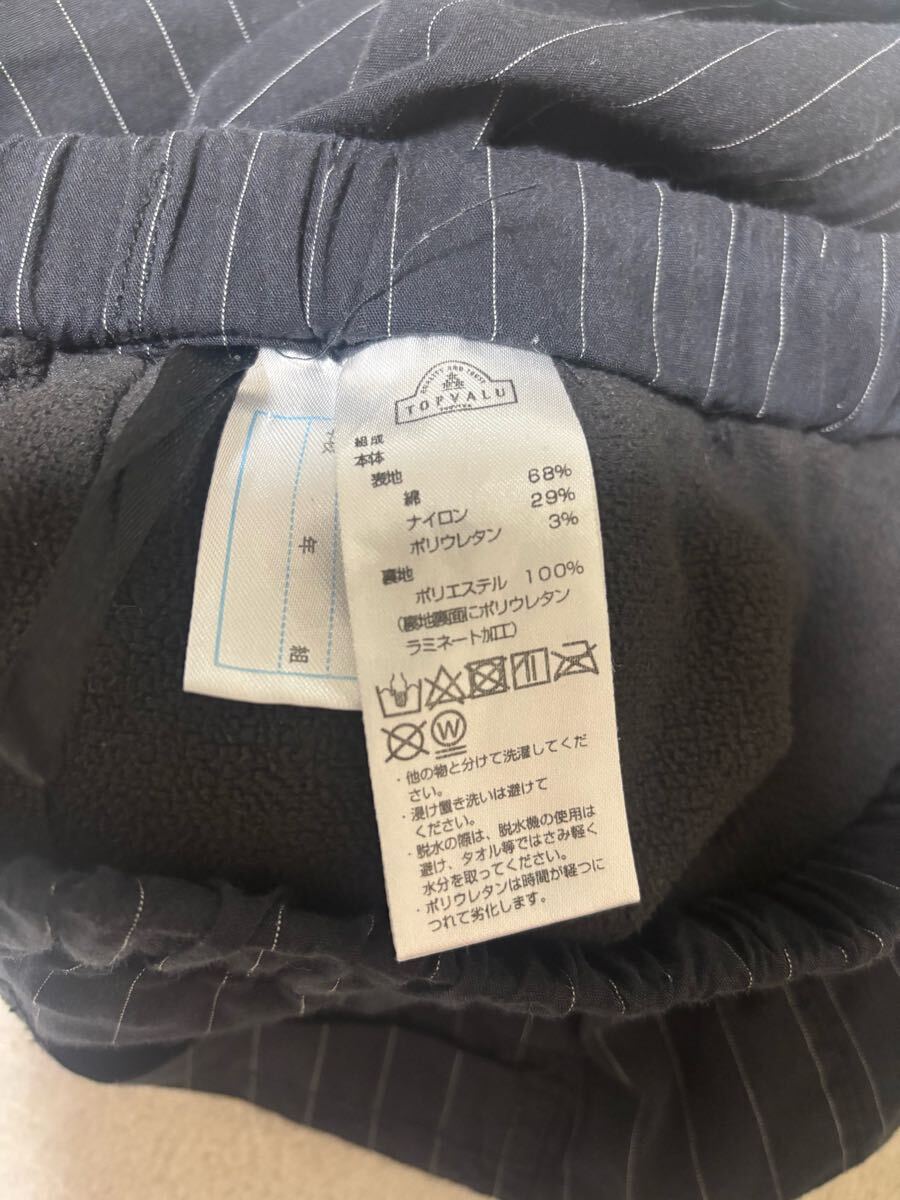 QUALITY AND TRUST
TOPVALU
TOPVALU
組成
本体
表地
綿 68%
ナイロン 29%
ポリウレタン 3%
裏地
ポリエステル 100%
(裏地裏面にポリウレタン
ラミネート加工)
W
・他の物と分けて洗濯してくだ
さい。
・浸け置き洗いは避けて
ください。
・脱水の際は、脱水機の使用は
避け、タオル等ではさみ軽く
水分を取ってください。
・ポリウレタンは時間が経つに
つれて劣化します。
年
組